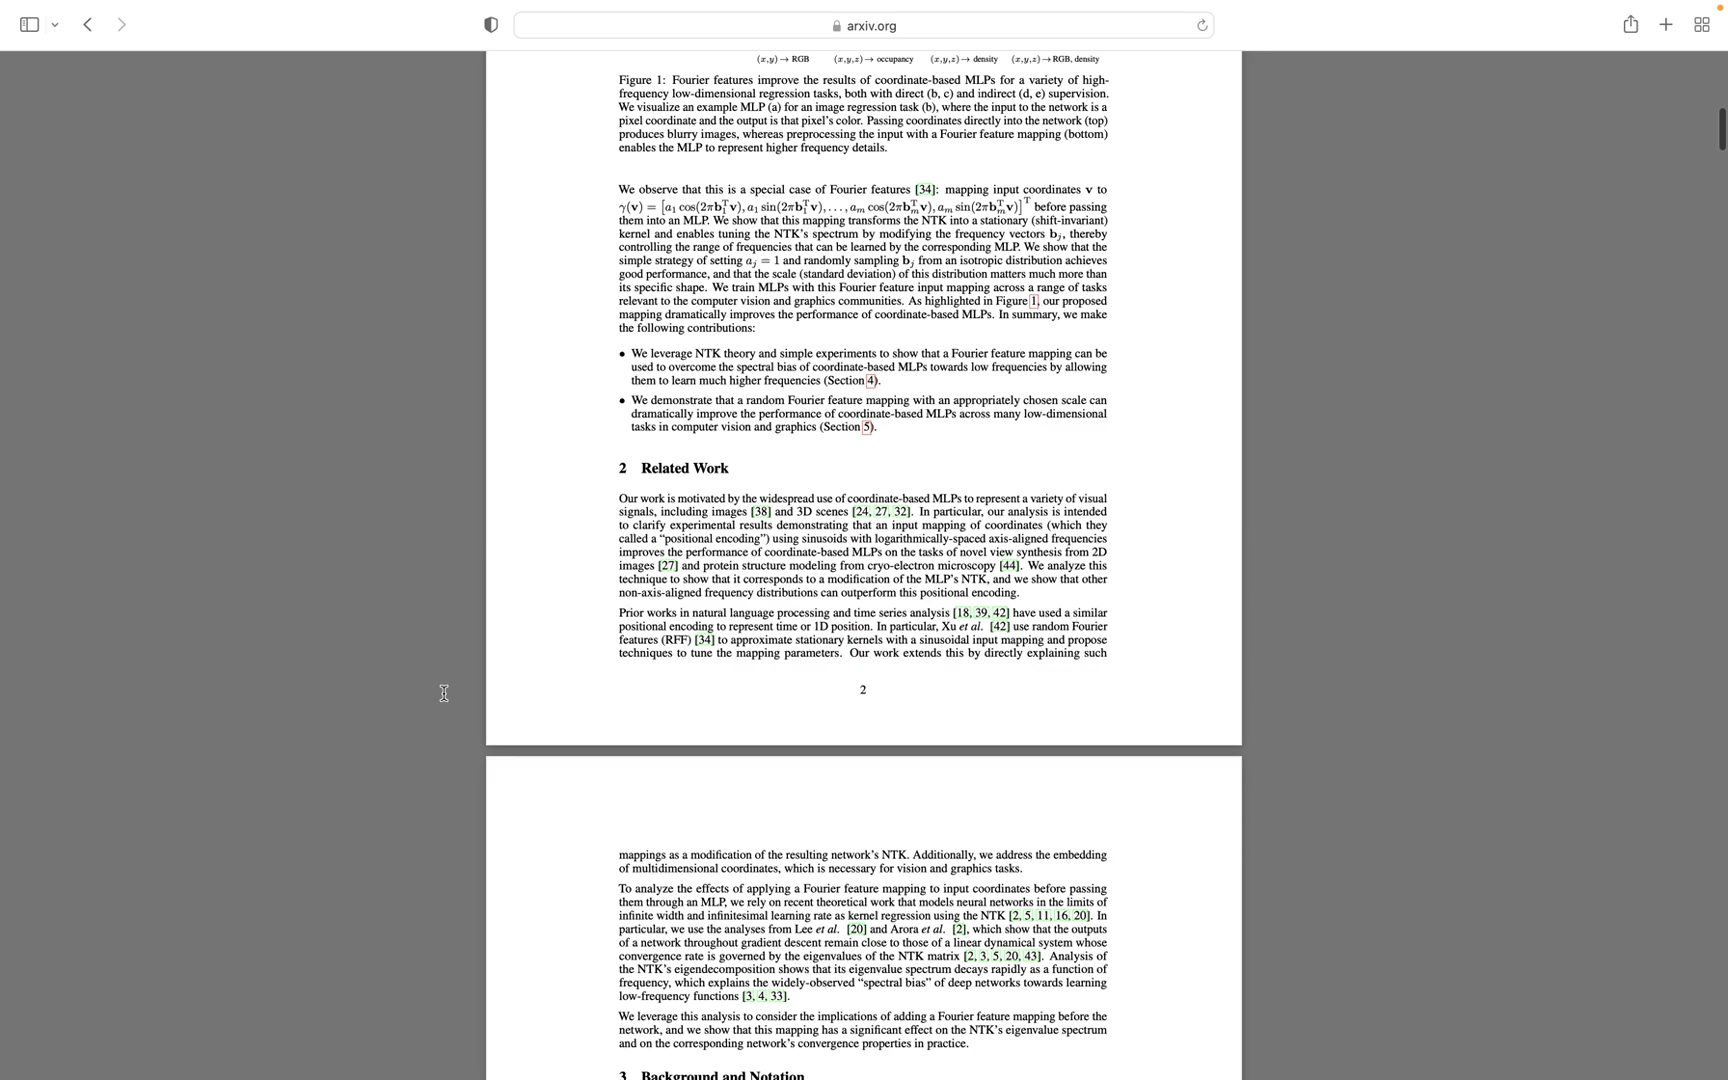 arxiv.org
(x,y) → RGB (x,y,z) → occupancy (x,y,z) → density (x,y,z) → RGB, density
Figure 1: Fourier features improve the results of coordinate-based MLPs for a variety of high-
frequency low-dimensional regression tasks, both with direct (b, c) and indirect (d, e) supervision.
We visualize an example MLP (a) for an image regression task (b), where the input to the network is a
pixel coordinate and the output is that pixel's color. Passing coordinates directly into the network (top)
produces blurry images, whereas preprocessing the input with a Fourier feature mapping (bottom)
enables the MLP to represent higher frequency details.
We observe that this is a special case of Fourier features [34]: mapping input coordinates v to
γ(v) = [a₁ cos(2πb₁ᵀv), a₁ sin(2πb₁ᵀv), . . . , aₘ cos(2πbₘᵀv), aₘ sin(2πbₘᵀv)]ᵀ before passing
them into an MLP. We show that this mapping transforms the NTK into a stationary (shift-invariant)
kernel and enables tuning the NTK's spectrum by modifying the frequency vectors bⱼ, thereby
controlling the range of frequencies that can be learned by the corresponding MLP. We show that the
simple strategy of setting aⱼ = 1 and randomly sampling bⱼ from an isotropic distribution achieves
good performance, and that the scale (standard deviation) of this distribution matters much more than
its specific shape. We train MLPs with this Fourier feature input mapping across a range of tasks
relevant to the computer vision and graphics communities. As highlighted in Figure 1, our proposed
mapping dramatically improves the performance of coordinate-based MLPs. In summary, we make
the following contributions:
• We leverage NTK theory and simple experiments to show that a Fourier feature mapping can be
used to overcome the spectral bias of coordinate-based MLPs towards low frequencies by allowing
them to learn much higher frequencies (Section 4).
• We demonstrate that a random Fourier feature mapping with an appropriately chosen scale can
dramatically improve the performance of coordinate-based MLPs across many low-dimensional
tasks in computer vision and graphics (Section 5).
2 Related Work
Our work is motivated by the widespread use of coordinate-based MLPs to represent a variety of visual
signals, including images [38] and 3D scenes [24, 27, 32]. In particular, our analysis is intended
to clarify experimental results demonstrating that an input mapping of coordinates (which they
called a "positional encoding") using sinusoids with logarithmically-spaced axis-aligned frequencies
improves the performance of coordinate-based MLPs on the tasks of novel view synthesis from 2D
images [27] and protein structure modeling from cryo-electron microscopy [44]. We analyze this
technique to show that it corresponds to a modification of the MLP's NTK, and we show that other
non-axis-aligned frequency distributions can outperform this positional encoding.
Prior works in natural language processing and time series analysis [18, 39, 42] have used a similar
positional encoding to represent time or 1D position. In particular, Xu et al. [42] use random Fourier
features (RFF) [34] to approximate stationary kernels with a sinusoidal input mapping and propose
techniques to tune the mapping parameters. Our work extends this by directly explaining such
2
mappings as a modification of the resulting network's NTK. Additionally, we address the embedding
of multidimensional coordinates, which is necessary for vision and graphics tasks.
To analyze the effects of applying a Fourier feature mapping to input coordinates before passing
them through an MLP, we rely on recent theoretical work that models neural networks in the limits of
infinite width and infinitesimal learning rate as kernel regression using the NTK [2, 5, 11, 16, 20]. In
particular, we use the analyses from Lee et al. [20] and Arora et al. [2], which show that the outputs
of a network throughout gradient descent remain close to those of a linear dynamical system whose
convergence rate is governed by the eigenvalues of the NTK matrix [2, 3, 5, 20, 43]. Analysis of
the NTK's eigendecomposition shows that its eigenvalue spectrum decays rapidly as a function of
frequency, which explains the widely-observed "spectral bias" of deep networks towards learning
low-frequency functions [3, 4, 33].
We leverage this analysis to consider the implications of adding a Fourier feature mapping before the
network, and we show that this mapping has a significant effect on the NTK's eigenvalue spectrum
and on the corresponding network's convergence properties in practice.
3 Background and Notation